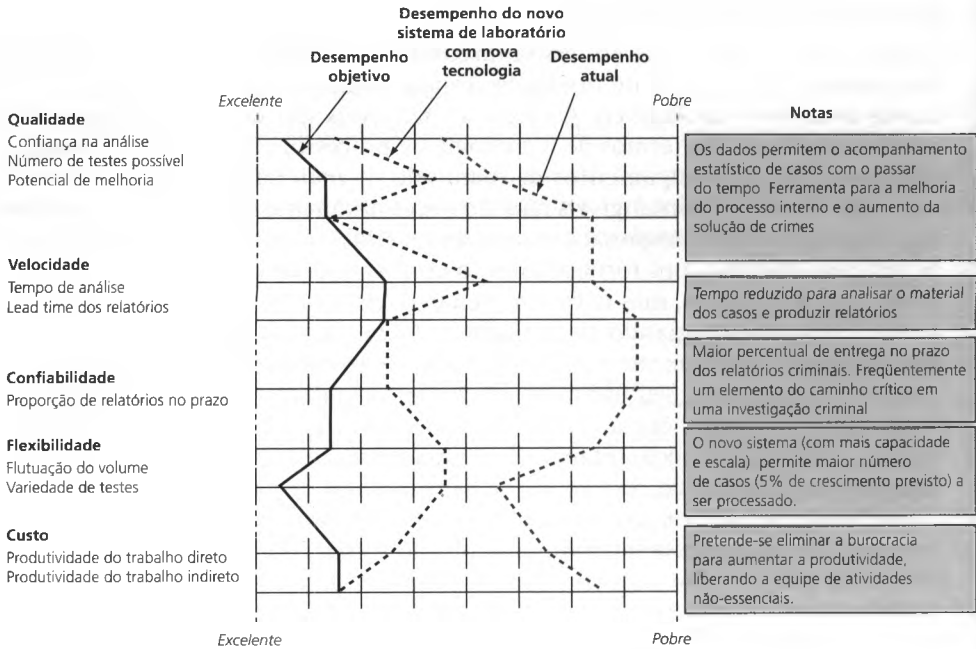 Desempenho do novo
sistema de laboratório
com nova
tecnologia
Desempenho
objetivo
Desempenho
atual
Excelente
Pobre
Notas
Qualidade
Confiança na análise
Número de testes possível
Potencial de melhoria
Os dados permitem o acompanhamento
estatístico de casos com o passar
do tempo Ferramenta para a melhoria
do processo interno e o aumento da
solução de crimes
Velocidade
Tempo de análise
Lead time dos relatórios
Tempo reduzido para analisar o material
dos casos e produzir relatórios
Confiabilidade
Proporção de relatórios no prazo
Maior percentual de entrega no prazo
dos relatórios criminais. Freqüentemente
um elemento do caminho crítico em
uma investigação criminal
Flexibilidade
Flutuação do volume
Variedade de testes
O novo sistema (com mais capacidade
e escala) permite maior número
de casos (5% de crescimento previsto) a
ser processado.
Custo
Produtividade do trabalho direto
Produtividade do trabalho indireto
Pretende-se eliminar a burocracia
para aumentar a produtividade,
liberando a equipe de atividades
não-essenciais.
Excelente
Pobre